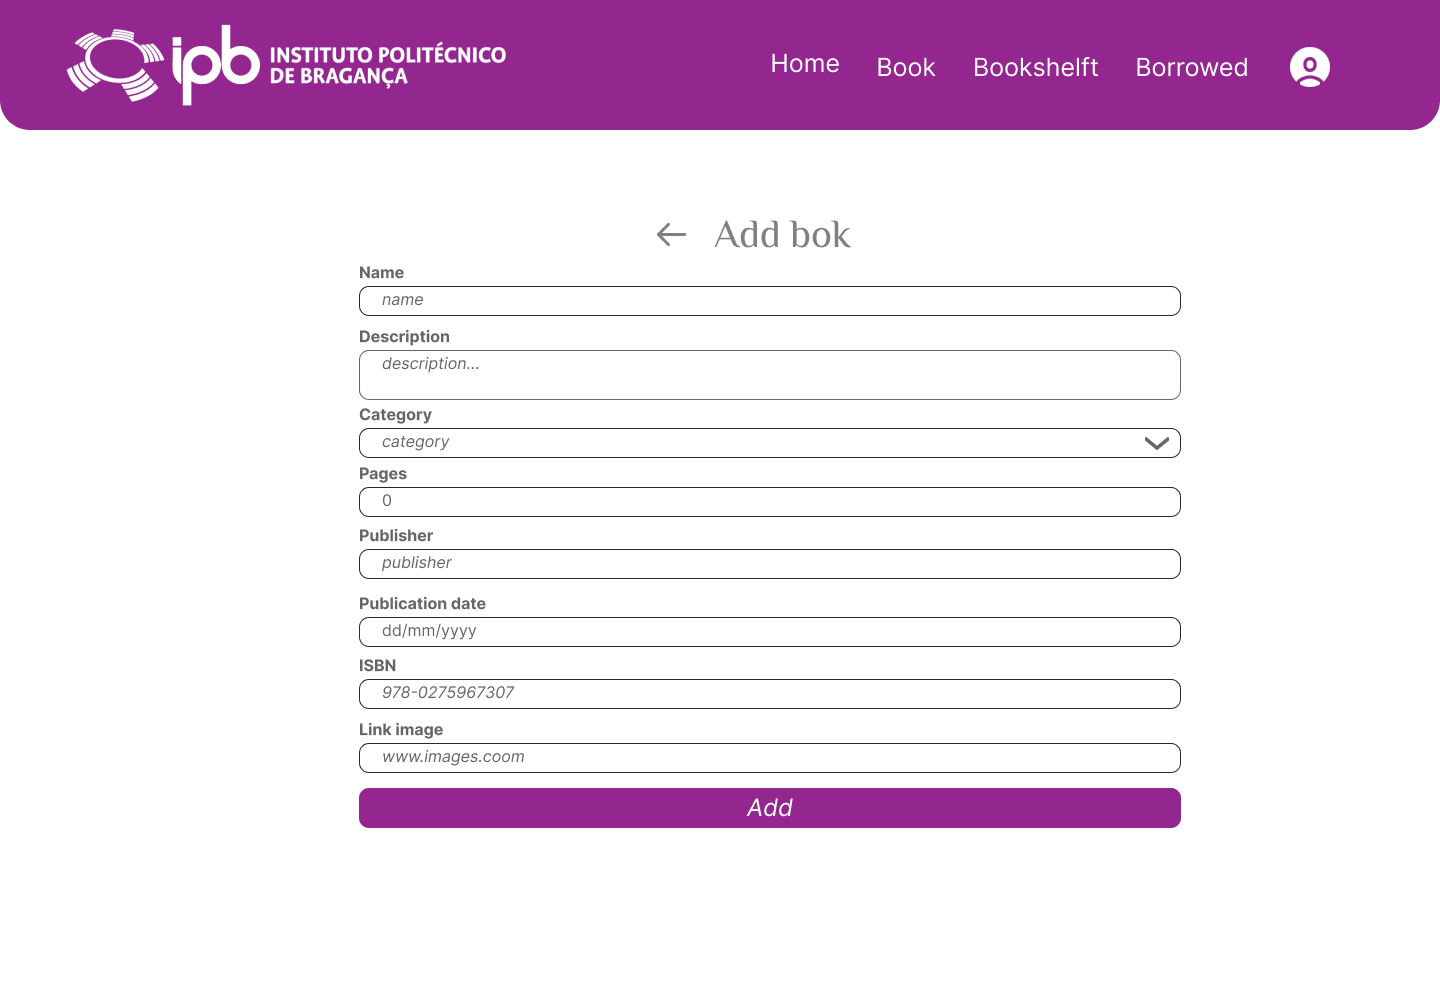 ipb INSTITUTO POLITÉCNICO
DE BRAGANÇA
Home Book Bookshelft Borrowed
Add bok
Name
name
Description
description...
Category
category
Pages
0
Publisher
publisher
Publication date
dd/mm/yyyy
ISBN
978-0275967307
Link image
www.images.coom
Add